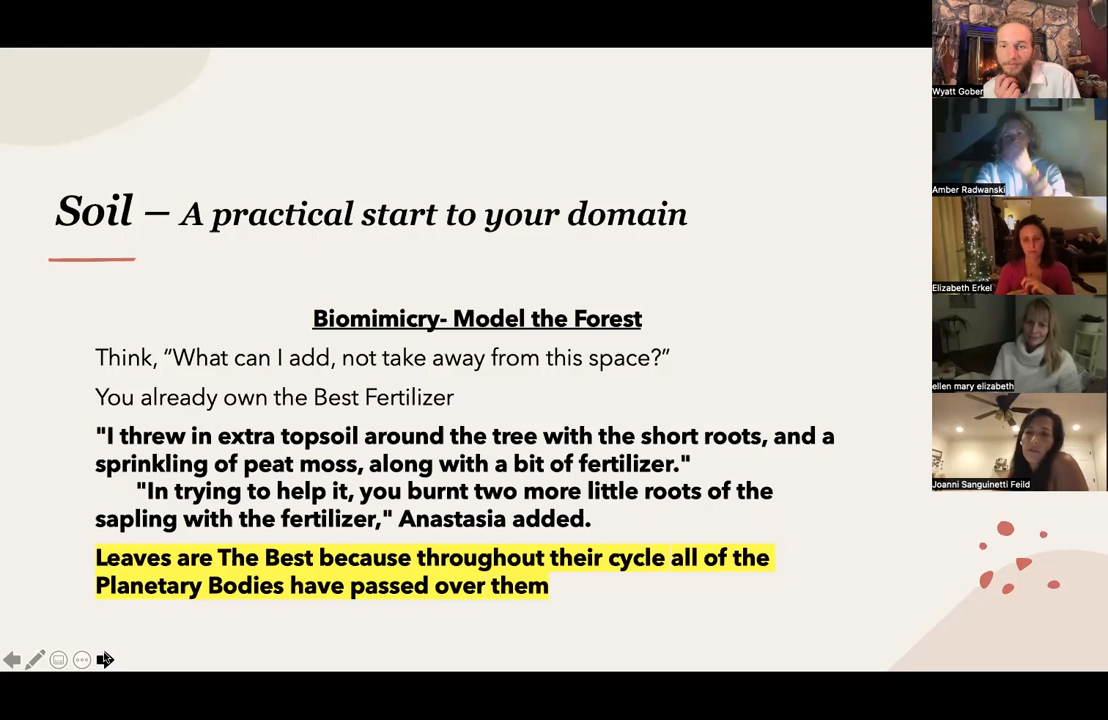 Soil – A practical start to your domain
Biomimicry- Model the Forest
Think, “What can I add, not take away from this space?”
You already own the Best Fertilizer
"I threw in extra topsoil around the tree with the short roots, and a
sprinkling of peat moss, along with a bit of fertilizer."
"In trying to help it, you burnt two more little roots of the
sapling with the fertilizer," Anastasia added.
Leaves are The Best because throughout their cycle all of the
Planetary Bodies have passed over them
Wyatt Gober
Amber Radwanski
Elizabeth Erkel
ellen mary elizabeth
Joanni Sanguinetti Feild